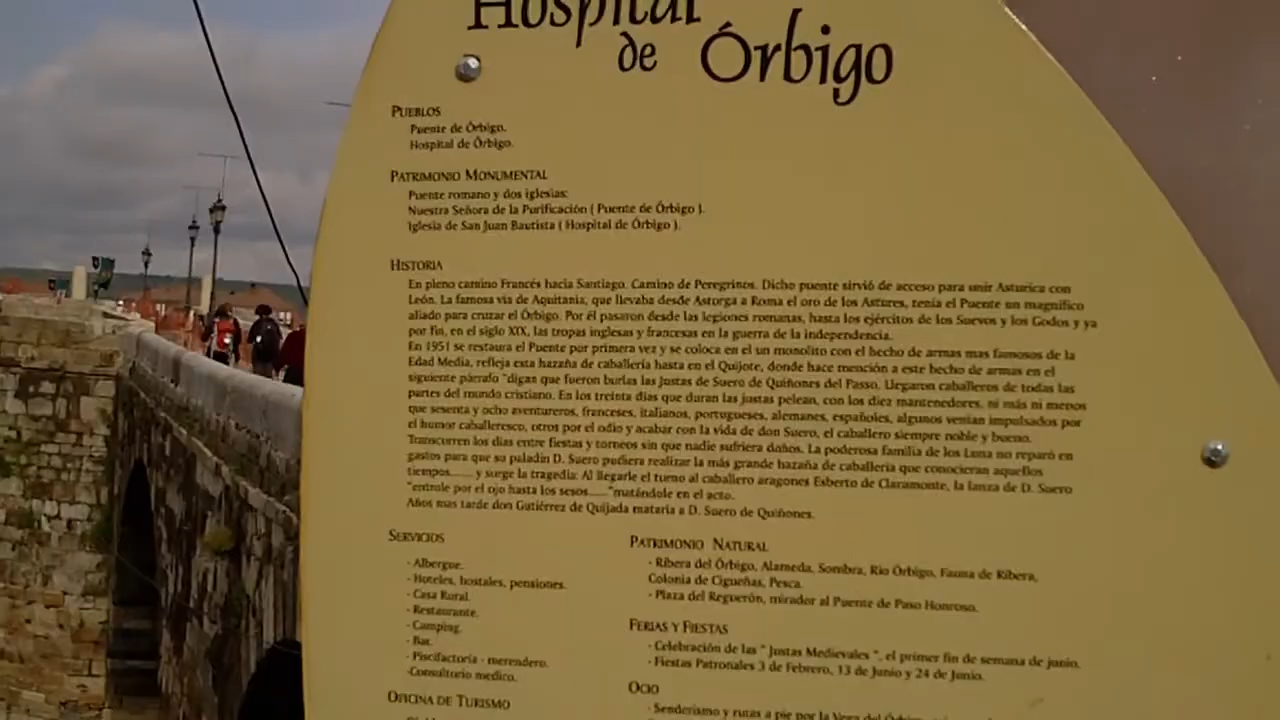 Hospital
de Órbigo
PUEBLOS
Puente de Órbigo.
Hospital de Órbigo.
PATRIMONIO MONUMENTAL
Puente romano y dos iglesias:
Nuestra Señora de la Purificación ( Puente de Órbigo ).
Iglesia de San Juan Bautista ( Hospital de Órbigo ).
HISTORIA
En pleno camino Francés hacia Santiago. Camino de Peregrinos. Dicho puente sirvió de acceso para unir Asturica con
León. La famosa via de Aquitania, que llevaba desde Astorga a Roma el oro de los Astures, tenía el Puente un magnífico
aliado para cruzar el Órbigo. Por él pasaron desde las legiones romanas, hasta los ejércitos de los Suevos y los Godos y ya
por fin, en el siglo XIX, las tropas inglesas y francesas en la guerra de la independencia.
En 1951 se restaura el Puente por primera vez y se coloca en el un monolito con el hecho de armas mas famosos de la
Edad Media, refleja esta hazaña de caballería hasta en el Quijote, donde hace mención a este hecho de armas en el
siguiente párrafo "digan que fueron burlas las Justas de Suero de Quiñones del Passo. Llegaron caballeros de todas las
partes del mundo cristiano. En los treinta días que duran las justas pelean, con los diez mantenedores, ni más ni menos
que sesenta y ocho aventureros, franceses, italianos, portugueses, alemanes, españoles, algunos venían impulsados por
el humor caballeresco, otros por el odio y acabar con la vida de don Suero, el caballero siempre noble y bueno.
Transcurren los días entre fiestas y torneos sin que nadie sufriera daños. La poderosa familia de los Luna no reparó en
gastos para que su paladín D. Suero pudiera realizar la más grande hazaña de caballería que conocieran aquellos
tiempos....... y surge la tragedia: Al llegarle el turno al caballero aragones Esberto de Claramonte, la lanza de D. Suero
"entrole por el ojo hasta los sesos......"matándole en el acto.
Años mas tarde don Gutiérrez de Quijada mataría a D. Suero de Quiñones.
SERVICIOS
- Albergue.
- Hoteles, hostales, pensiones.
- Casa Rural.
- Restaurante.
- Camping.
- Bar.
- Piscifactoría - merendero.
-Consultorio medico.
OFICINA DE TURISMO
PATRIMONIO NATURAL
- Ribera del Órbigo, Alameda, Sombra, Rio Órbigo, Fauna de Ribera,
Colonia de Cigueñas, Pesca.
- Plaza del Reguerón, mirador al Puente de Paso Honroso.
FERIAS Y FIESTAS
- Celebración de las " Justas Medievales ", el primer fin de semana de junio.
- Fiestas Patronales 3 de Febrero, 13 de Junio y 24 de Junio.
OCIO
- Senderismo y rutas a pie por la Vega del